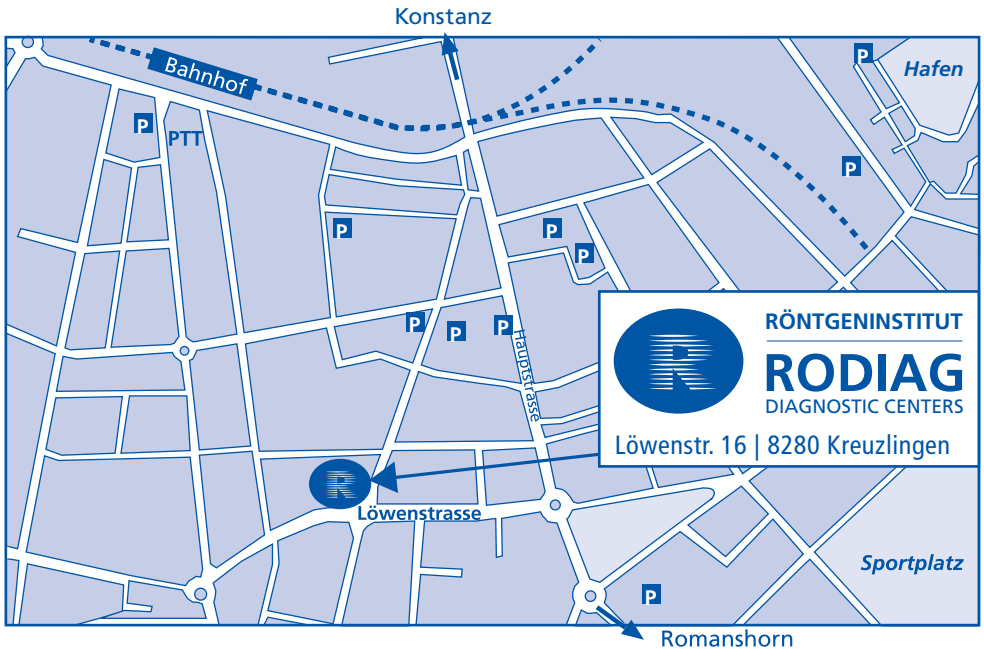 Konstanz
Bahnhof
P
Hafen
P
PTT
P
P
P
P
P
P
P
Hauptstrasse
RÖNTGENINSTITUT
R
RODIAG
DIAGNOSTIC CENTERS
Löwenstr. 16 | 8280 Kreuzlingen
R
Löwenstrasse
Sportplatz
P
Romanshorn